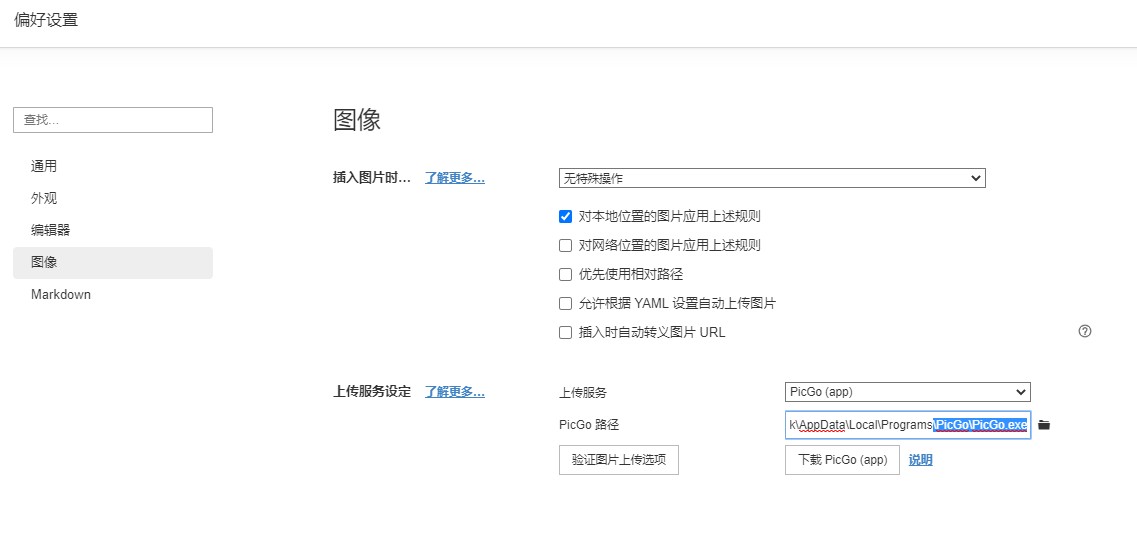 偏好设置
查找...
通用
外观
编辑器
图像
Markdown
图像
插入图片时... 了解更多... 无特殊操作
对本地位置的图片应用上述规则
对网络位置的图片应用上述规则
优先使用相对路径
允许根据 YAML 设置自动上传图片
插入时自动转义图片 URL
上传服务设定 了解更多... 上传服务 PicGo (app)
PicGo 路径 k\AppData\Local\Programs\PicGo\PicGo.exe
验证图片上传选项 下载 PicGo (app) 说明